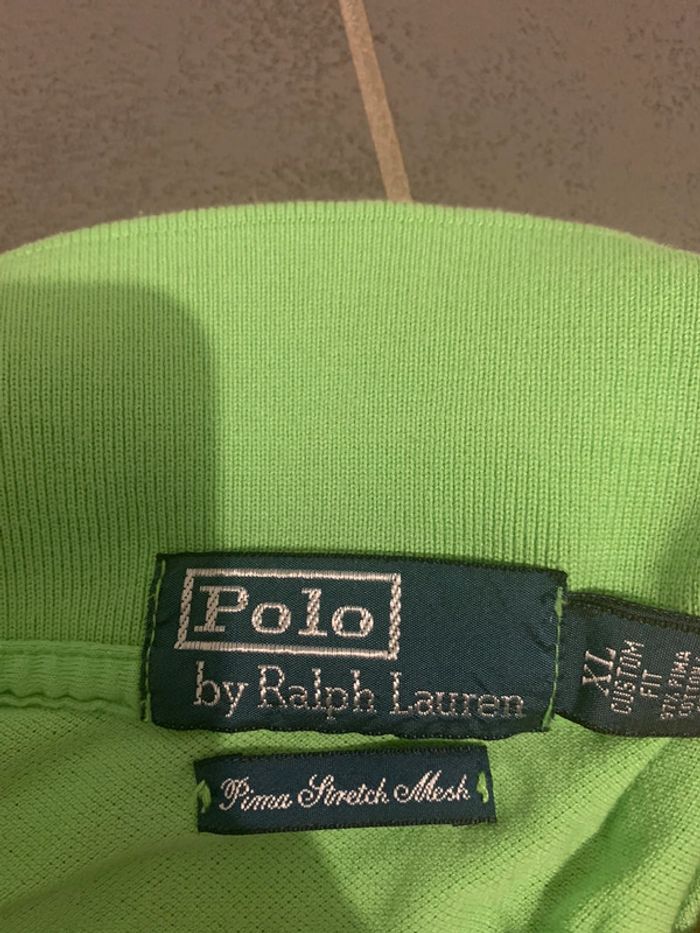 Polo
by Ralph Lauren
Pima Stretch Mesh
XL
CUSTOM
FIT